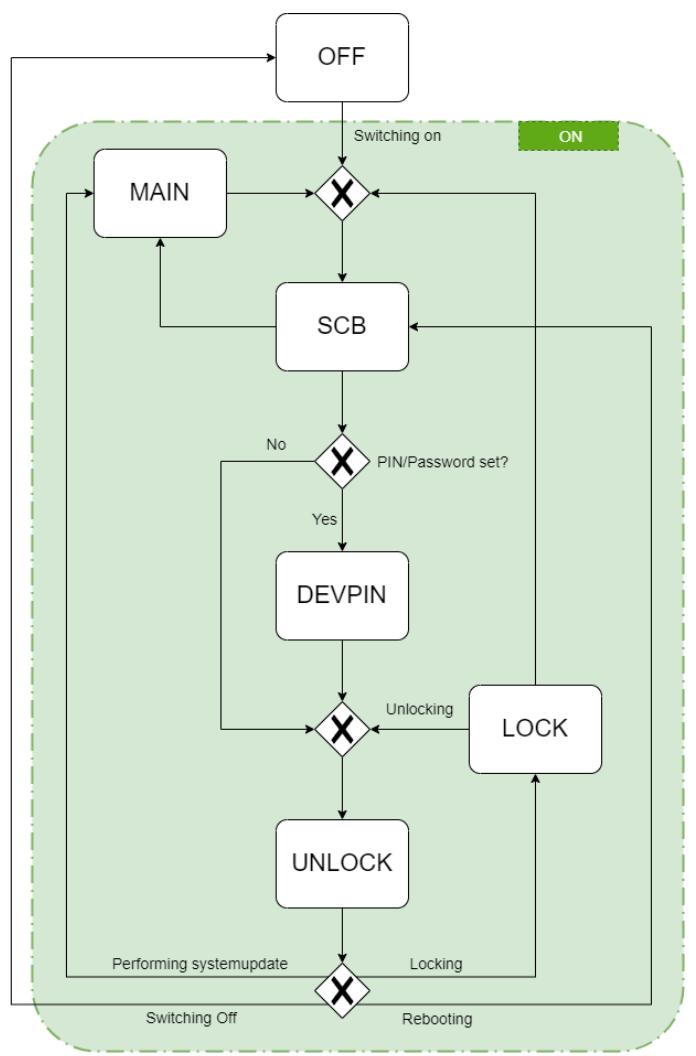 OFF
Switching on
ON
MAIN
SCB
No
PIN/Password set?
Yes
DEVPIN
Unlocking
LOCK
UNLOCK
Performing systemupdate
Locking
Switching Off
Rebooting